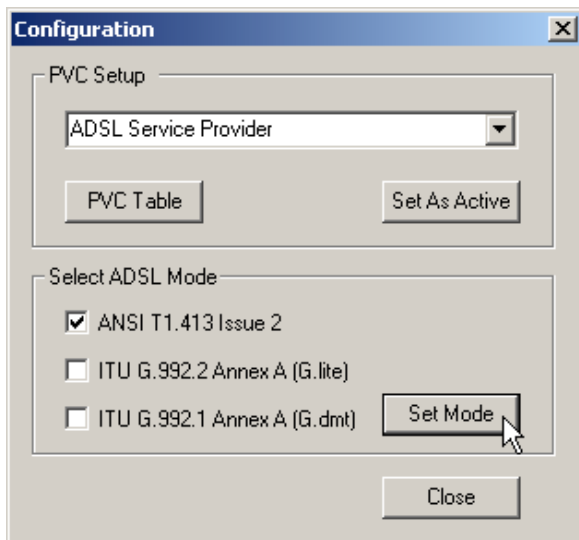 Configuration
PVC Setup
ADSL Service Provider
PVC Table
Set As Active
Select ADSL Mode
ANSI T1.413 Issue 2
ITU G.992.2 Annex A (G.lite)
ITU G.992.1 Annex A (G.dmt)
Set Mode
Close